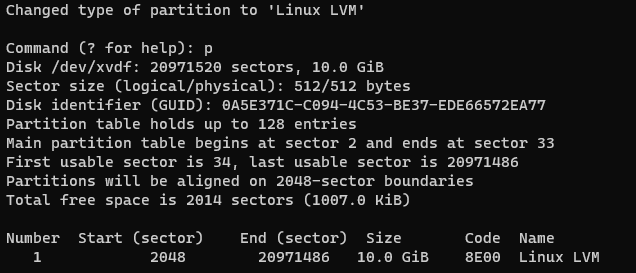 Changed type of partition to 'Linux LVM'
Command (? for help): p
Disk /dev/xvdf: 20971520 sectors, 10.0 GiB
Sector size (logical/physical): 512/512 bytes
Disk identifier (GUID): 0A5E371C-C094-4C53-BE37-EDE66572EA77
Partition table holds up to 128 entries
Main partition table begins at sector 2 and ends at sector 33
First usable sector is 34, last usable sector is 20971486
Partitions will be aligned on 2048-sector boundaries
Total free space is 2014 sectors (1007.0 KiB)
Number  Start (sector)    End (sector)  Size       Code  Name
   1            2048        20971486   10.0 GiB    8E00  Linux LVM